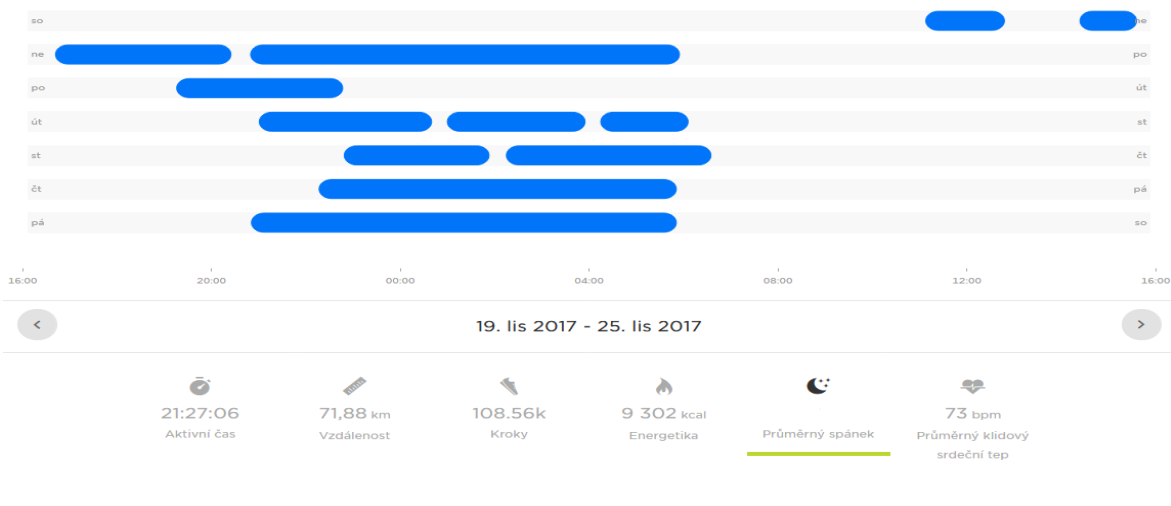 so ne
ne po
po út
út st
st čt
čt pá
pá so
16:00 20:00 00:00 04:00 08:00 12:00 16:00
19. lis 2017 - 25. lis 2017
21:27:06 71,88 km 108.56k 9 302 kcal 73 bpm
Aktivní čas Vzdálenost Kroky Energetika Průměrný spánek Průměrný klidový
srdeční tep